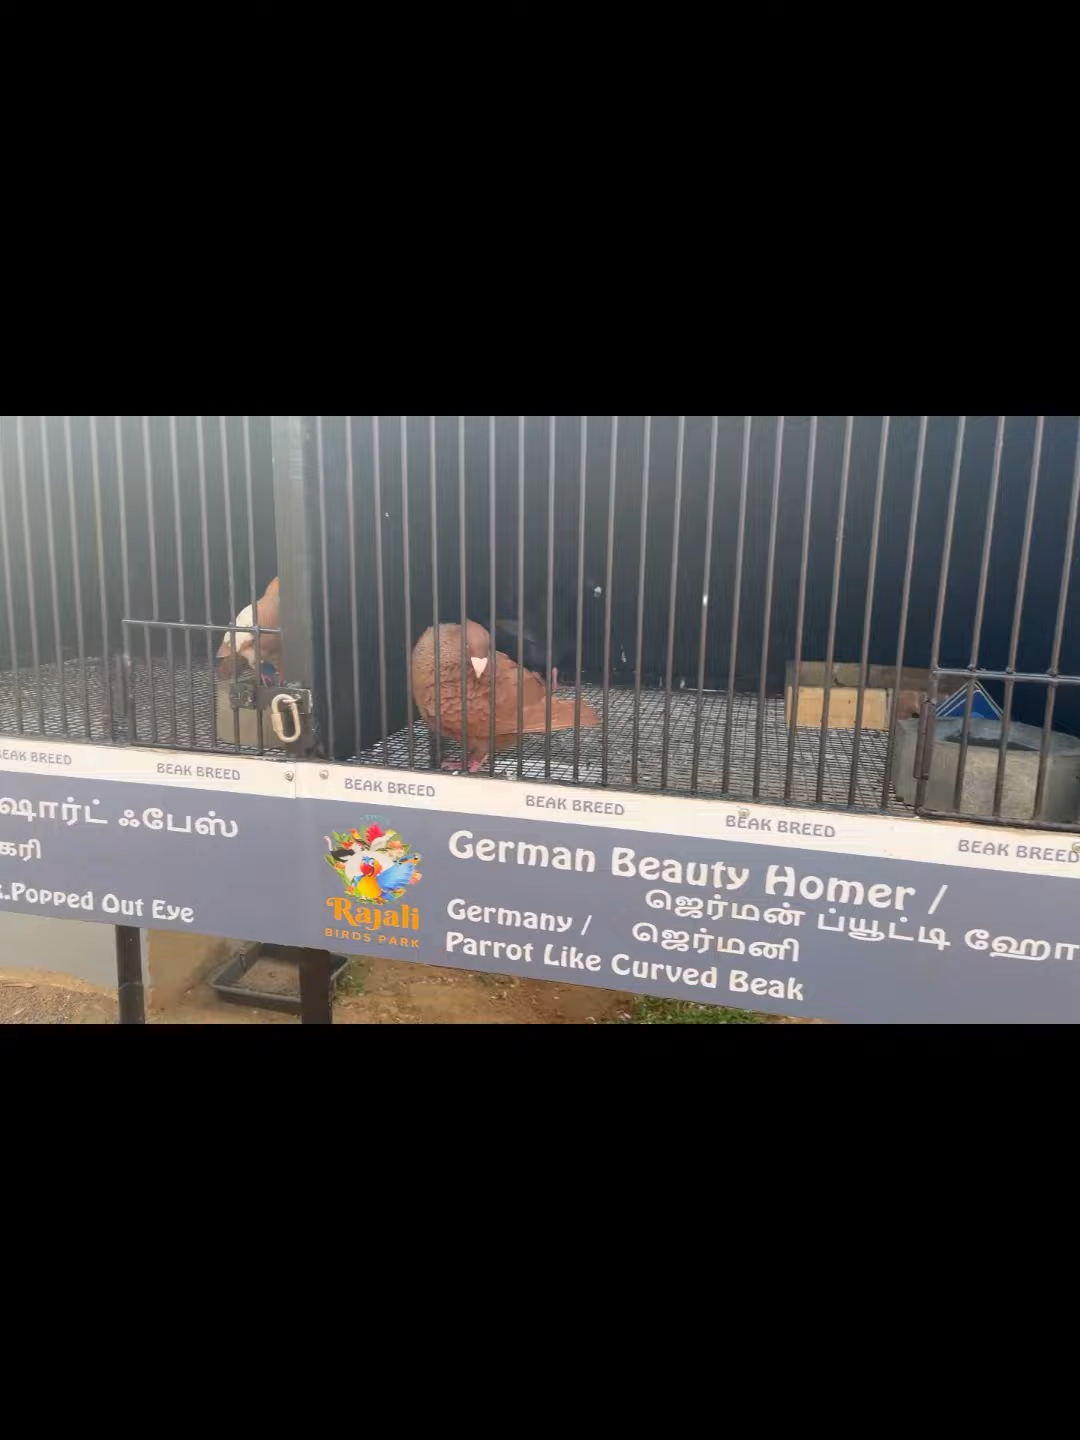 BEAK BREED
BEAK BREED
BEAK BREED
BEAK BREED
BEAK BREED
BEAK BREED
ஷார்ட் ஃபேஸ்
கரி
Popped Out Eye
Rajali
BIRDS PARK
German Beauty Homer /
ஜெர்மன் ப்யூட்டி ஹோ
Germany / ஜெர்மனி
Parrot Like Curved Beak